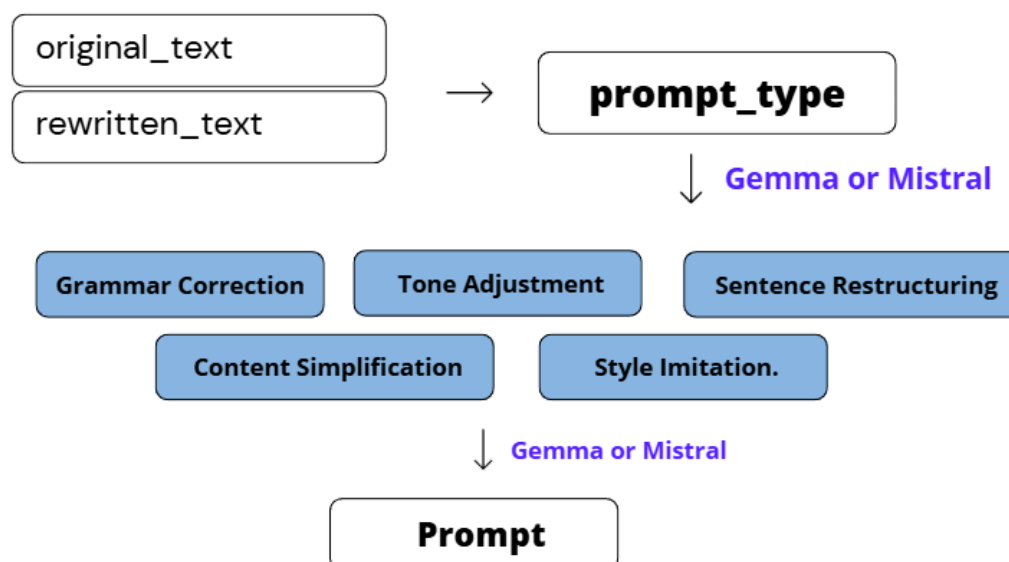 original_text
rewritten_text
prompt_type
Gemma or Mistral
Grammar Correction
Tone Adjustment
Sentence Restructuring
Content Simplification
Style Imitation.
Gemma or Mistral
Prompt